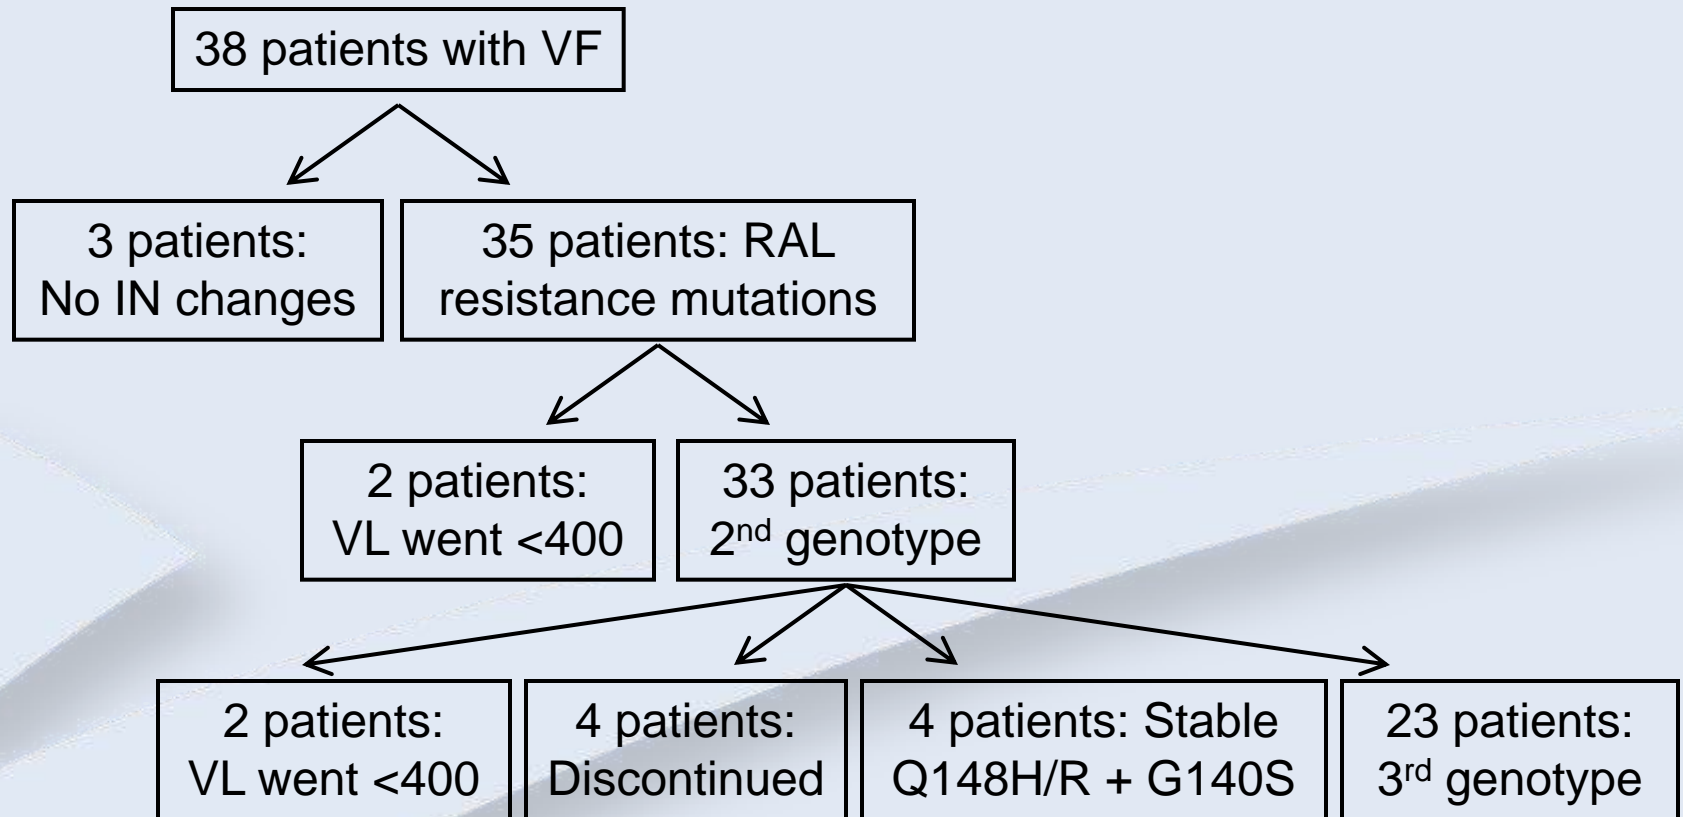 38 patients with VF
3 patients:
No IN changes
35 patients: RAL
resistance mutations
2 patients:
VL went <400
33 patients:
2nd genotype
2 patients:
VL went <400
4 patients:
Discontinued
4 patients: Stable
Q148H/R + G140S
23 patients:
3rd genotype